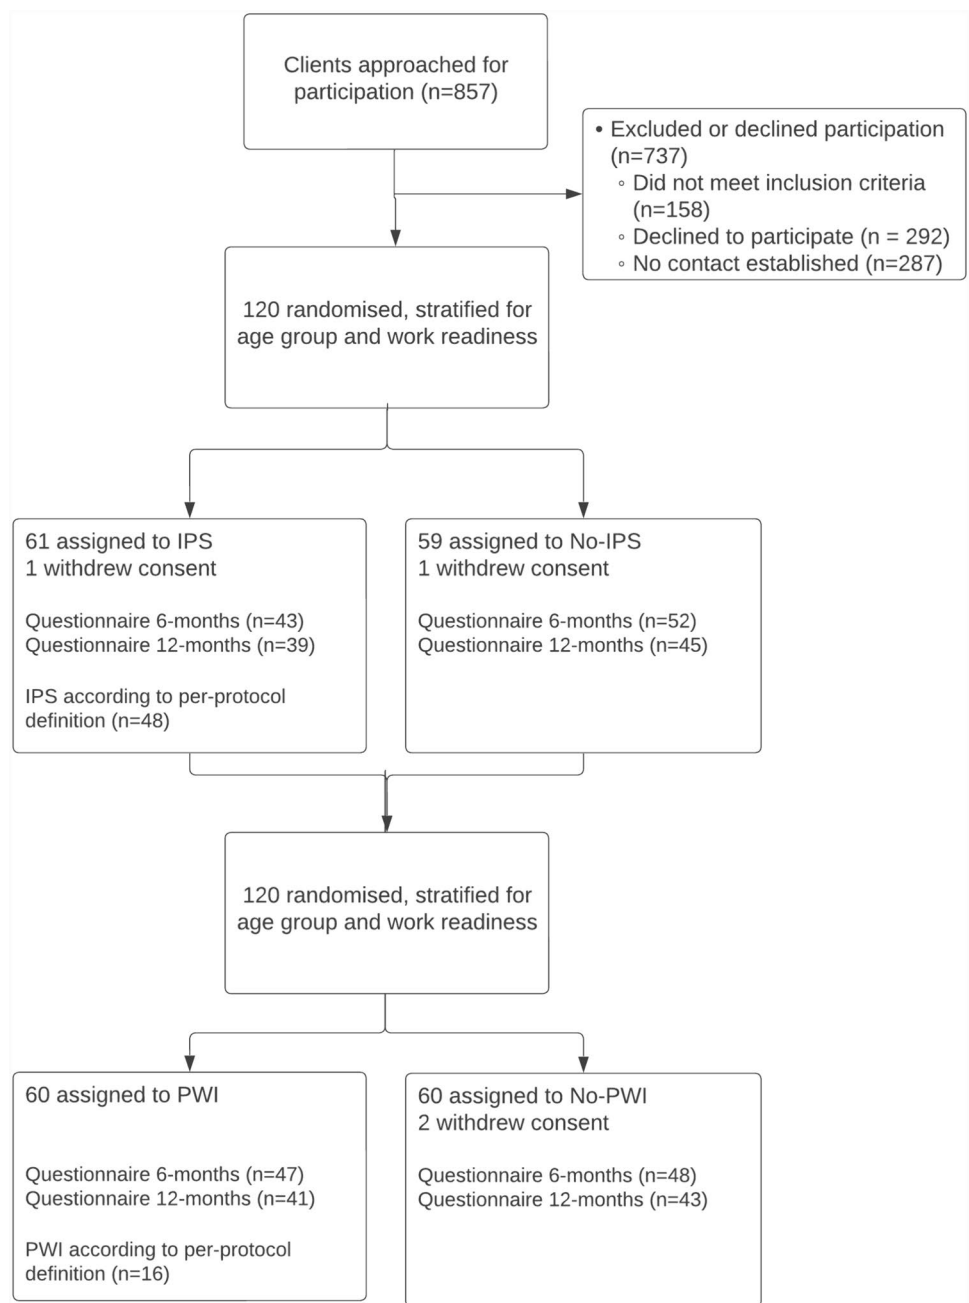 Clients approached for
participation (n=857)
• Excluded or declined participation
(n=737)
◦ Did not meet inclusion criteria
(n=158)
◦ Declined to participate (n = 292)
◦ No contact established (n=287)
120 randomised, stratified for
age group and work readiness
61 assigned to IPS
1 withdrew consent
Questionnaire 6-months (n=43)
Questionnaire 12-months (n=39)
IPS according to per-protocol
definition (n=48)
59 assigned to No-IPS
1 withdrew consent
Questionnaire 6-months (n=52)
Questionnaire 12-months (n=45)
120 randomised, stratified for
age group and work readiness
60 assigned to PWI
Questionnaire 6-months (n=47)
Questionnaire 12-months (n=41)
PWI according to per-protocol
definition (n=16)
60 assigned to No-PWI
2 withdrew consent
Questionnaire 6-months (n=48)
Questionnaire 12-months (n=43)